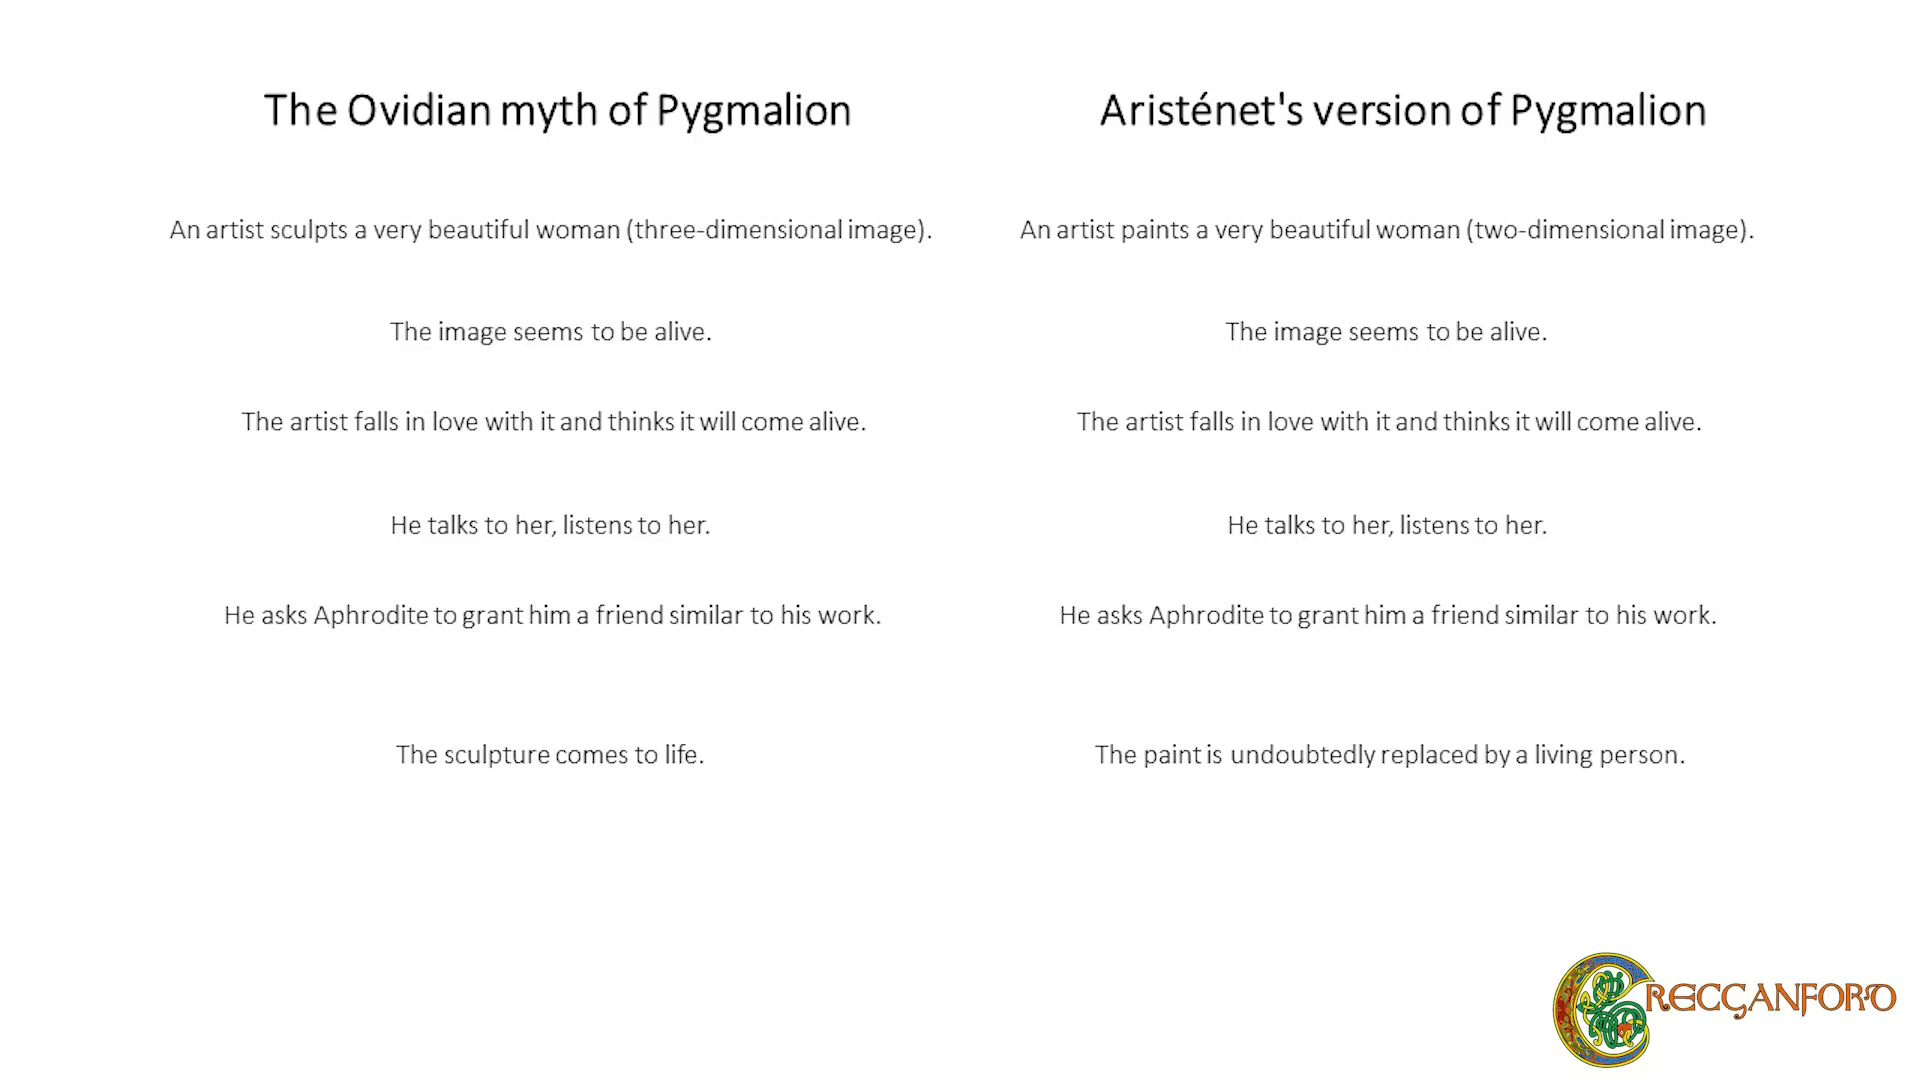 The Ovidian myth of Pygmalion
An artist sculpts a very beautiful woman (three-dimensional image).
The image seems to be alive.
The artist falls in love with it and thinks it will come alive.
He talks to her, listens to her.
He asks Aphrodite to grant him a friend similar to his work.
The sculpture comes to life.
Aristénet's version of Pygmalion
An artist paints a very beautiful woman (two-dimensional image).
The image seems to be alive.
The artist falls in love with it and thinks it will come alive.
He talks to her, listens to her.
He asks Aphrodite to grant him a friend similar to his work.
The paint is undoubtedly replaced by a living person.
CRECGANFORD